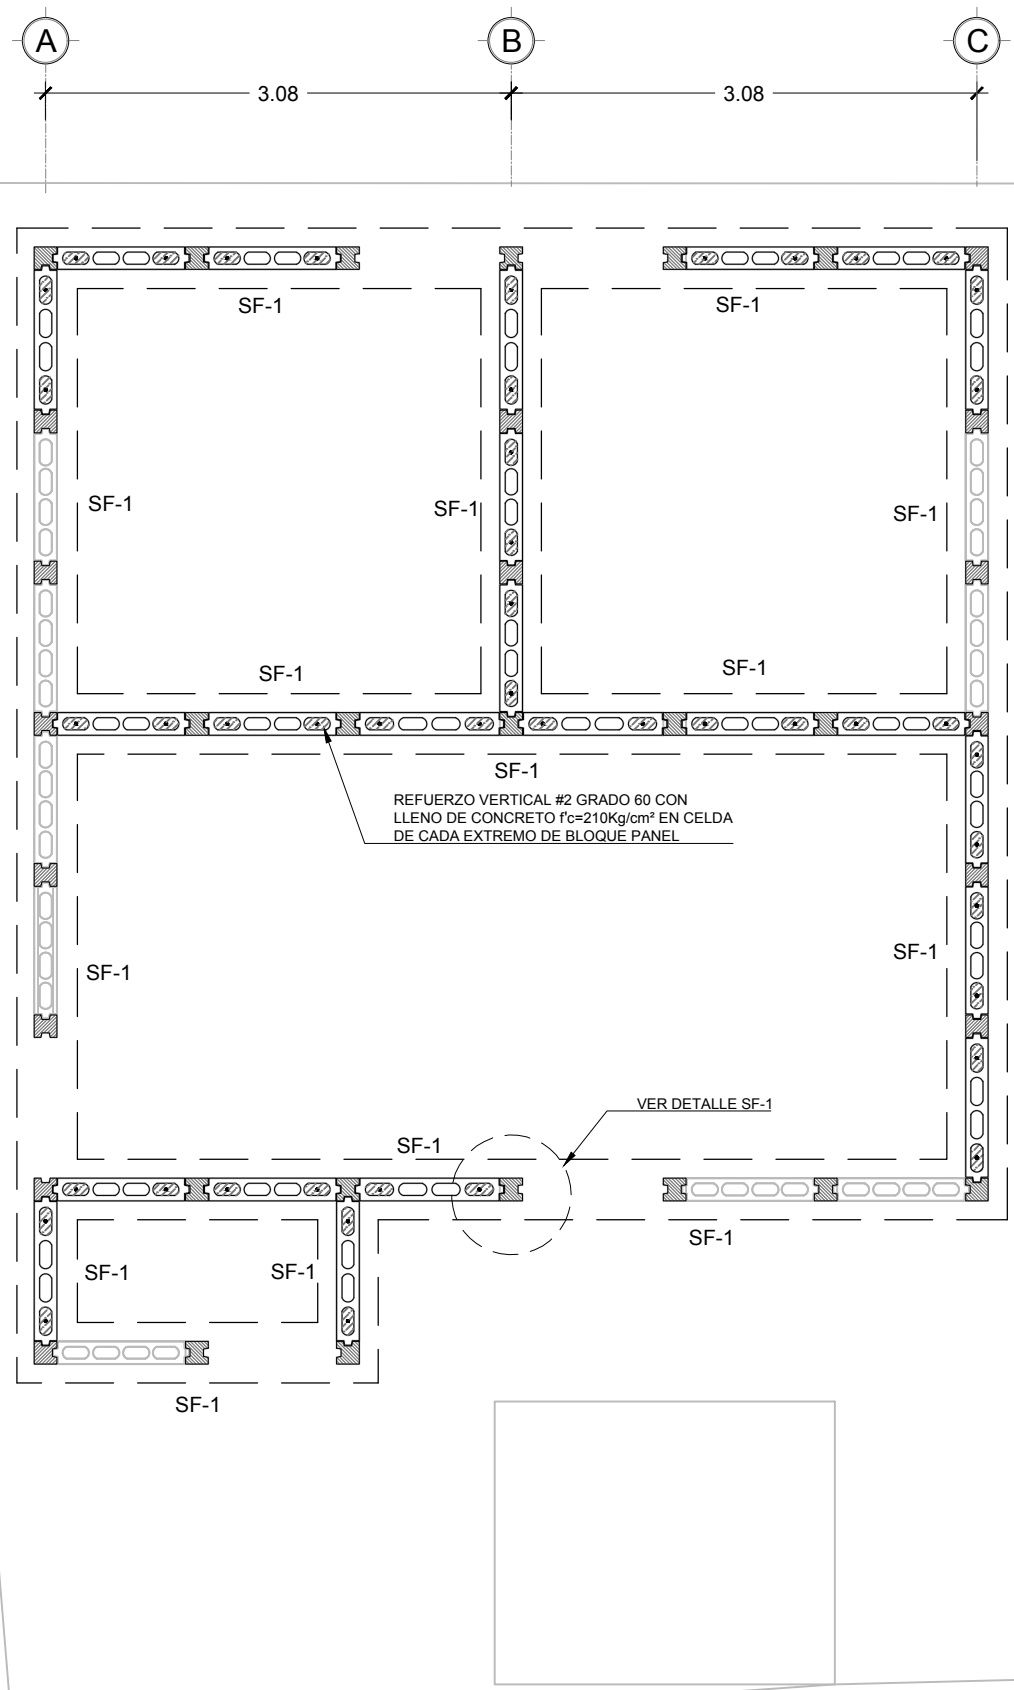 A
B
C
3.08
3.08
SF-1
SF-1
SF-1
SF-1
SF-1
SF-1
SF-1
SF-1
REFUERZO VERTICAL #2 GRADO 60 CON
LLENO DE CONCRETO f'c=210Kg/cm² EN CELDA
DE CADA EXTREMO DE BLOQUE PANEL
SF-1
SF-1
VER DETALLE SF-1
SF-1
SF-1
SF-1
SF-1
SF-1